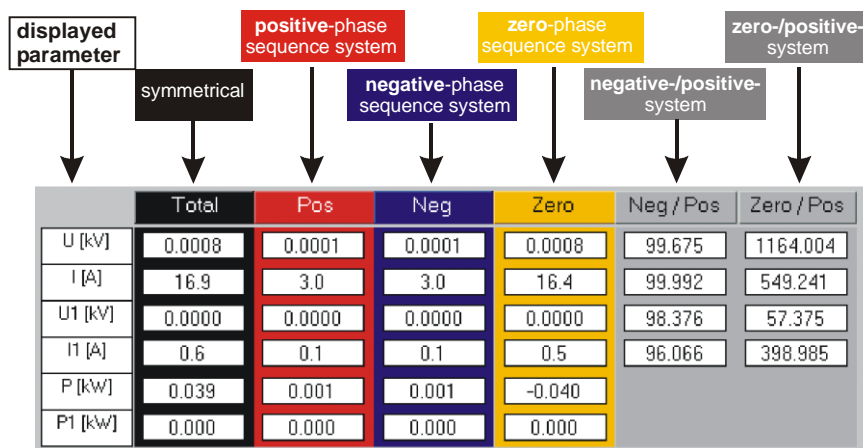 displayed
parameter
symmetrical
positive-phase
sequence system
negative-phase
sequence system
zero-phase
sequence system
negative-/positive-
system
zero-/positive-
system
Total Pos Neg Zero Neg / Pos Zero / Pos
U [kV] 0.0008 0.0001 0.0001 0.0008 99.675 1164.004
I [A] 16.9 3.0 3.0 16.4 99.992 549.241
U1 [kV] 0.0000 0.0000 0.0000 0.0000 98.376 57.375
I1 [A] 0.6 0.1 0.1 0.5 96.066 398.985
P [kW] 0.039 0.001 0.001 -0.040
P1 [kW] 0.000 0.000 0.000 0.000